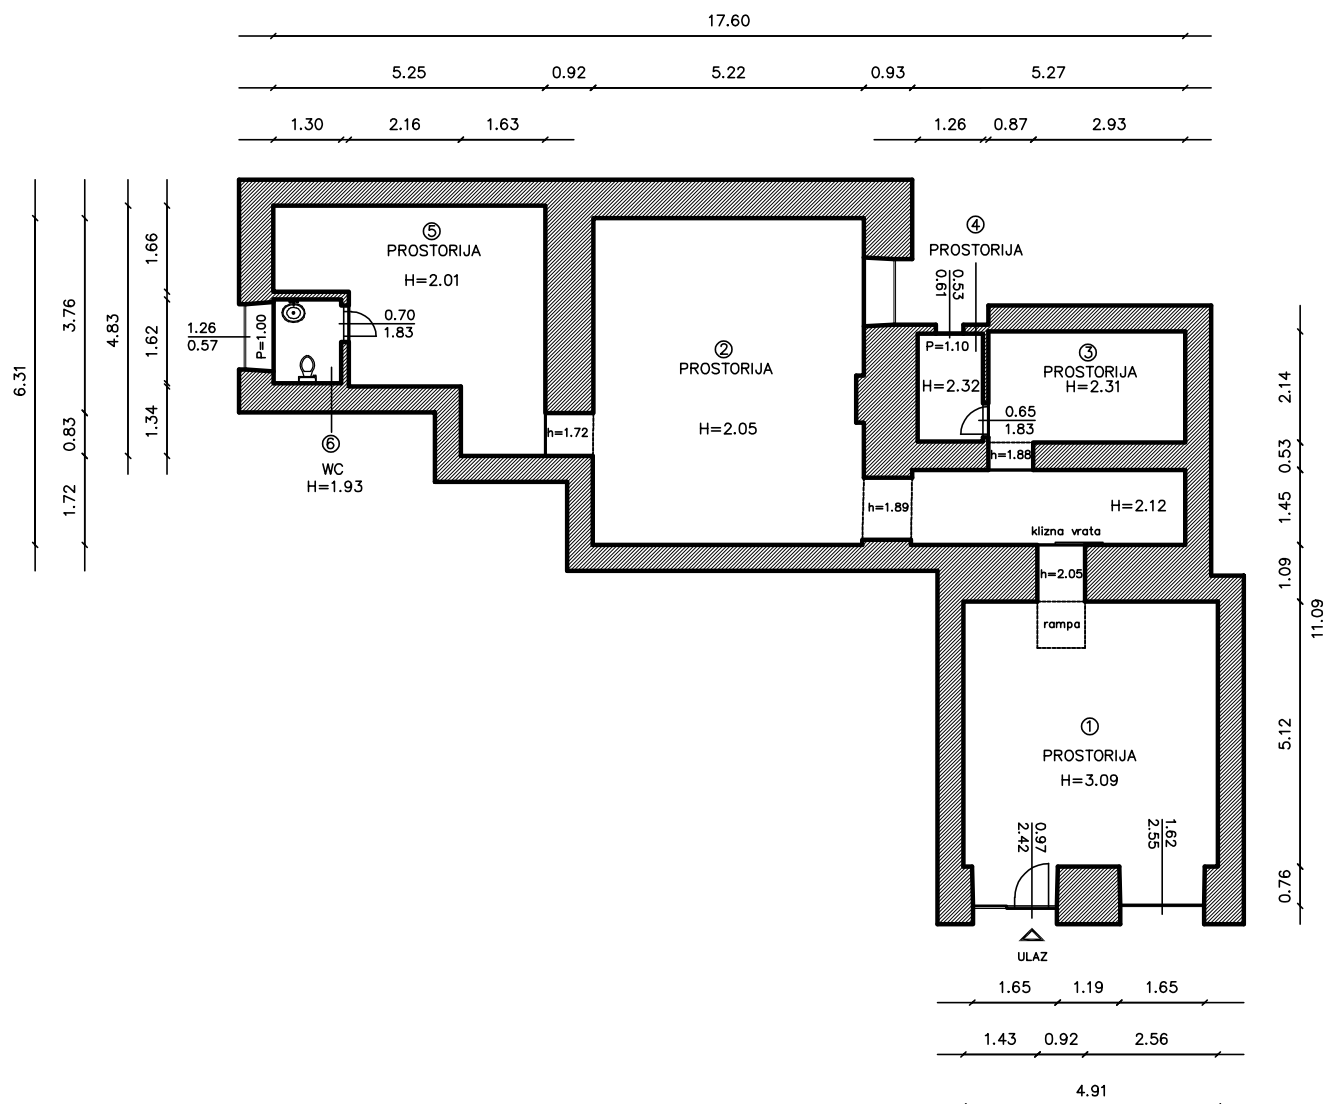 17.60
5.25 0.92 5.22 0.93 5.27
1.30 2.16 1.63 1.26 0.87 2.93
6.31
3.76
0.83
1.72
4.83
1.66
1.62
1.34
1.26
0.57
P=1.00
5
PROSTORIJA
H=2.01
0.70
1.83
6
WC
H=1.93
h=1.72
2
PROSTORIJA
H=2.05
h=1.89
4
PROSTORIJA
0.53
0.61
P=1.10
H=2.32
3
PROSTORIJA
H=2.31
0.65
1.83
h=1.88
H=2.12
klizna vrata
h=2.05
rampa
1
PROSTORIJA
H=3.09
0.97
2.42
1.62
2.55
ULAZ
2.14
0.53
1.45
1.09
5.12
0.76
11.09
1.65 1.19 1.65
1.43 0.92 2.56
4.91